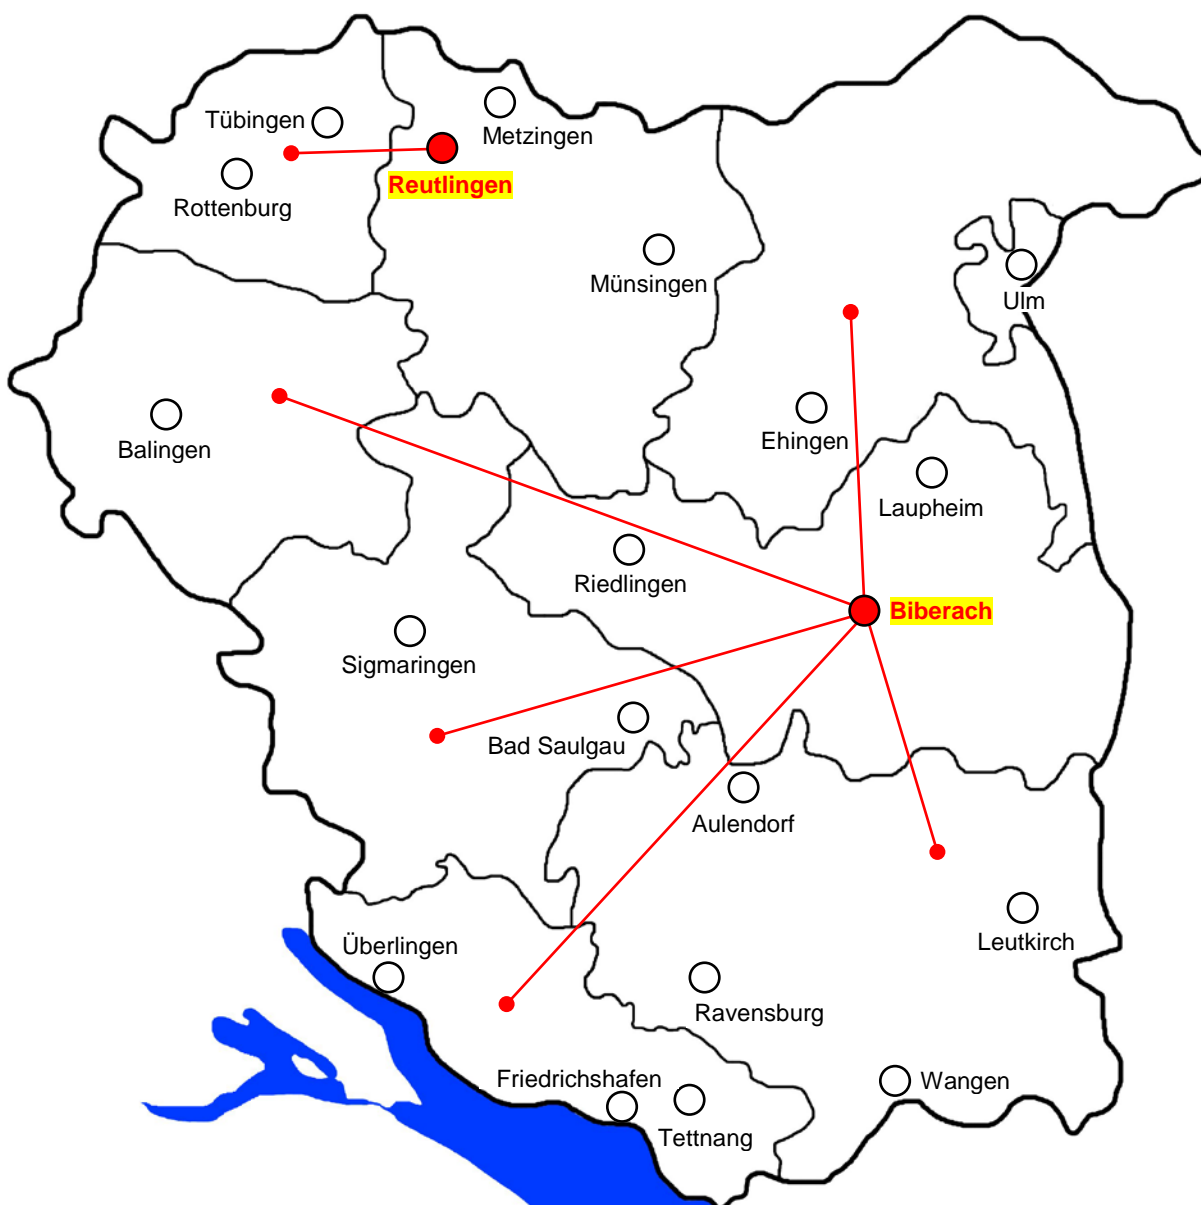 Tübingen
Metzingen
Reutlingen
Rottenburg
Münsingen
Ulm
Balingen
Ehingen
Laupheim
Riedlingen
Biberach
Sigmaringen
Bad Saulgau
Aulendorf
Überlingen
Leutkirch
Ravensburg
Friedrichshafen
Wangen
Tettnang